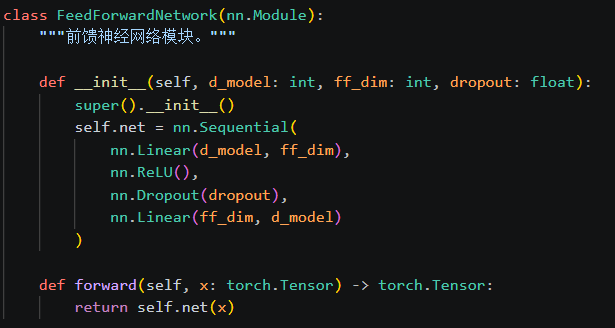 class FeedForwardNetwork(nn.Module):
    """前馈神经网络模块。"""

    def __init__(self, d_model: int, ff_dim: int, dropout: float):
        super().__init__()
        self.net = nn.Sequential(
            nn.Linear(d_model, ff_dim),
            nn.ReLU(),
            nn.Dropout(dropout),
            nn.Linear(ff_dim, d_model)
        )

    def forward(self, x: torch.Tensor) -> torch.Tensor:
        return self.net(x)